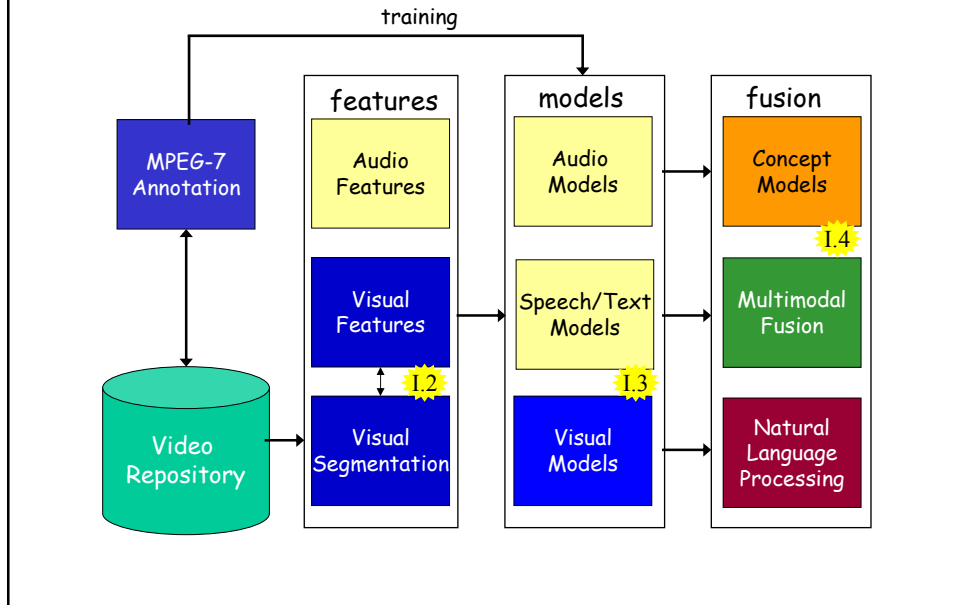 training
features
models
fusion
MPEG-7
Annotation
Audio
Features
Audio
Models
Concept
Models
I.4
Visual
Features
Speech/Text
Models
Multimodal
Fusion
I.2
I.3
Video
Repository
Visual
Segmentation
Visual
Models
Natural
Language
Processing